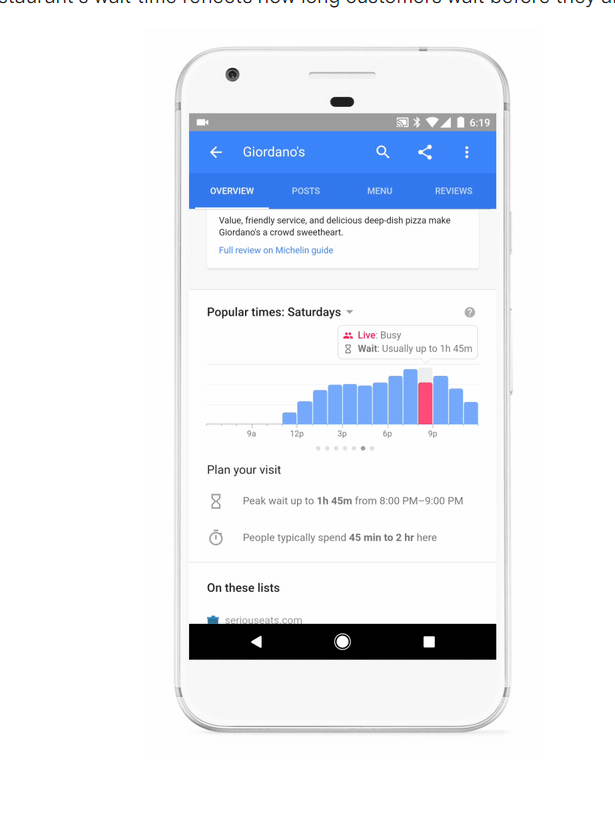 wait time reflects how long customers wait before they
6:19
Giordano's
OVERVIEW POSTS MENU REVIEWS
Value, friendly service, and delicious deep-dish pizza make
Giordano's a crowd sweetheart.
Full review on Michelin guide
Popular times: Saturdays
?
Live: Busy
Wait: Usually up to 1h 45m
9a 12p 3p 6p 9p
Plan your visit
Peak wait up to 1h 45m from 8:00 PM–9:00 PM
People typically spend 45 min to 2 hr here
On these lists
seriouseats.com